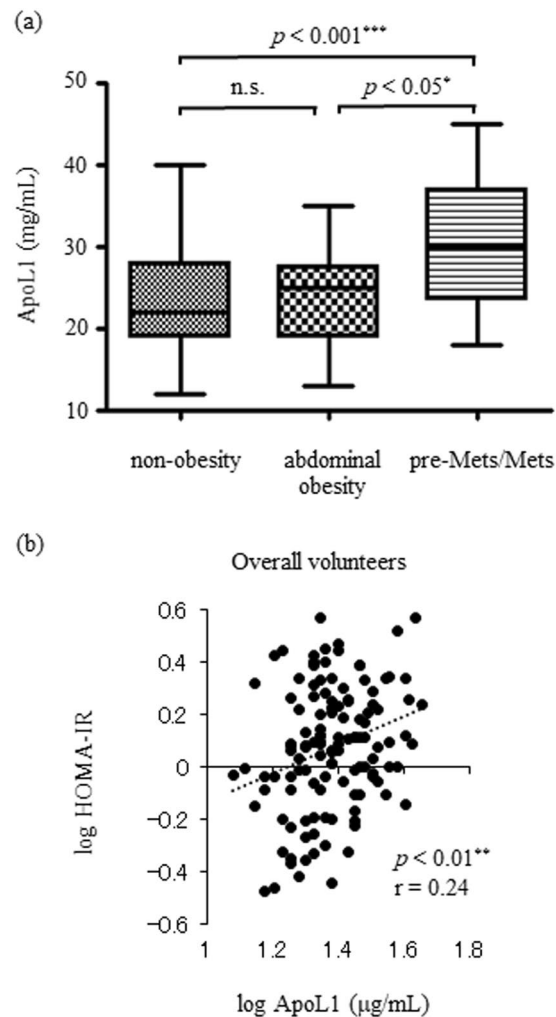 (a)
p < 0.001***
n.s.
p < 0.05*
50
40
30
20
10
ApoL1 (mg/mL)
non-obesity
abdominal
obesity
pre-Mets/Mets
(b)
Overall volunteers
0.6
0.4
0.2
0
−0.2
−0.4
−0.6
log HOMA-IR
p < 0.01**
r = 0.24
1
1.2
1.4
1.6
1.8
log ApoL1 (μg/mL)